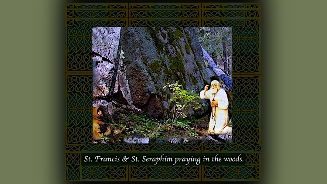 St. Francis & St. Seraphim praying in the woods.